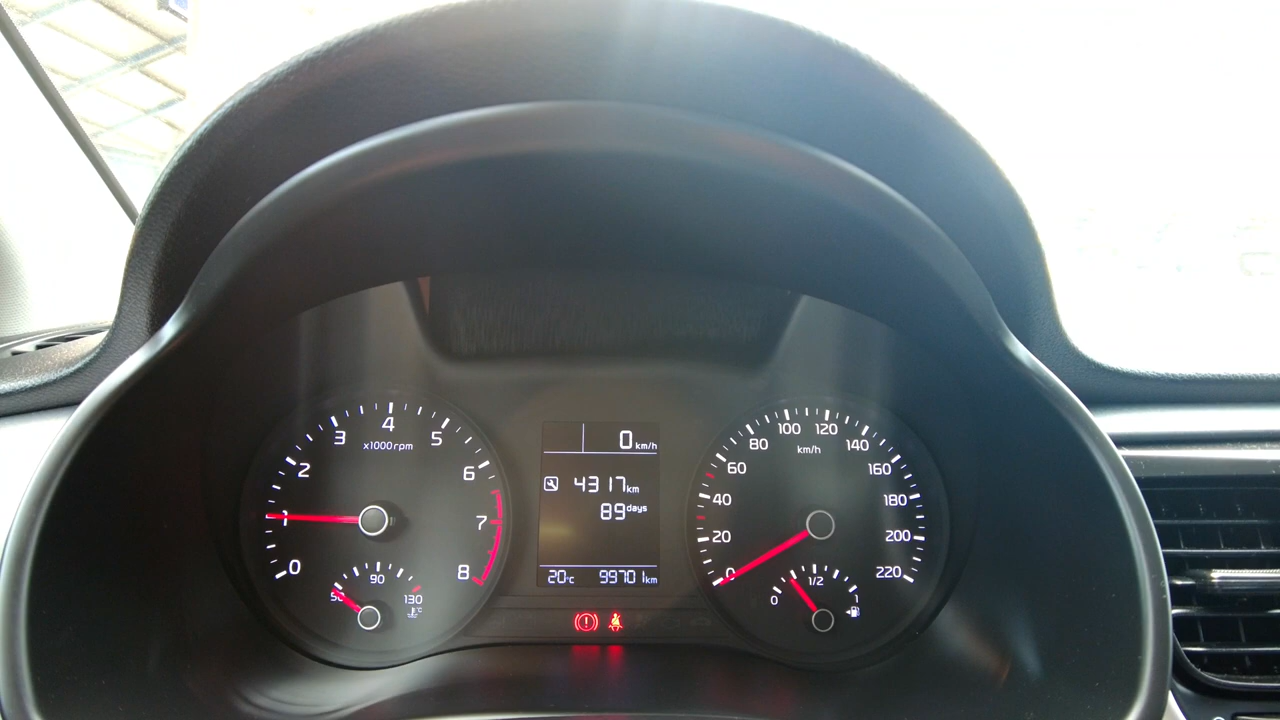 4
3
5
x1000rpm
2
6
1
7
0
8
90
50
130
°C
0 km/h
4317 km
89 days
20°C 99701 km
100 120
80 140
km/h
60 160
40 180
20 200
0 220
1/2
0 1